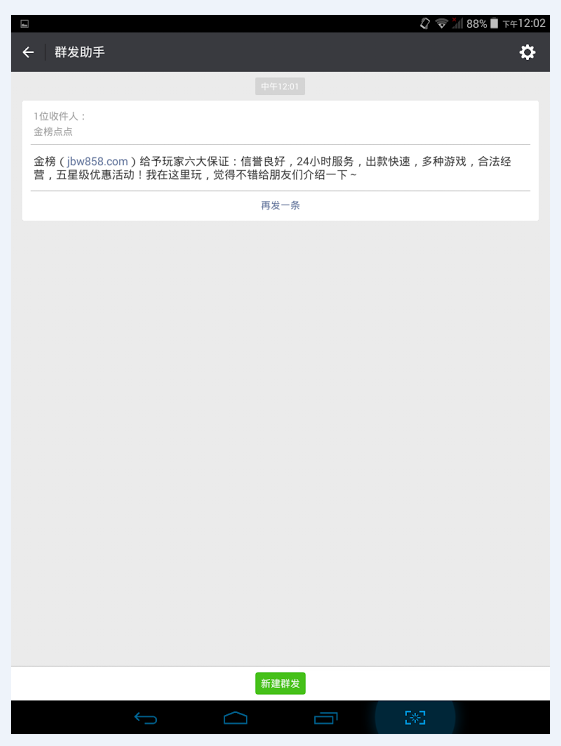 88% 下午12:02
群发助手
中午12:01
1位收件人：
金榜点点
金榜（jbw858.com）给予玩家六大保证：信誉良好，24小时服务，出款快速，多种游戏，合法经
营，五星级优惠活动！我在这里玩，觉得不错给朋友们介绍一下~
再发一条
新建群发